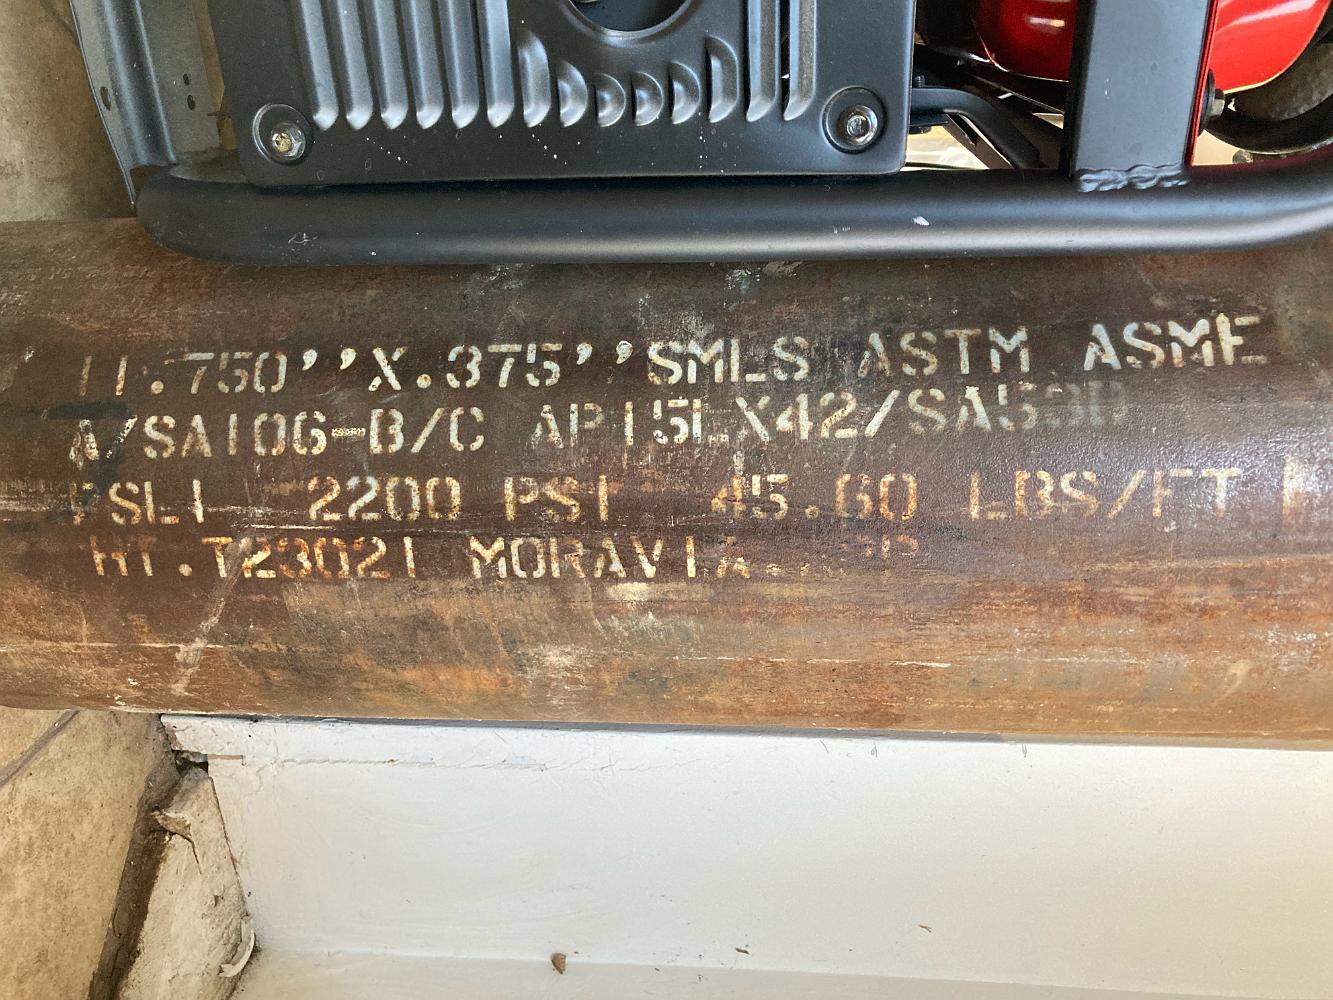 11.750’’X.375’’SMLS ASTM ASME
A/SA106-B/C API5LX42/SA53B
PSL1 2200 PSI 45.60 LBS/FT
HT.T23021 MORAVIA